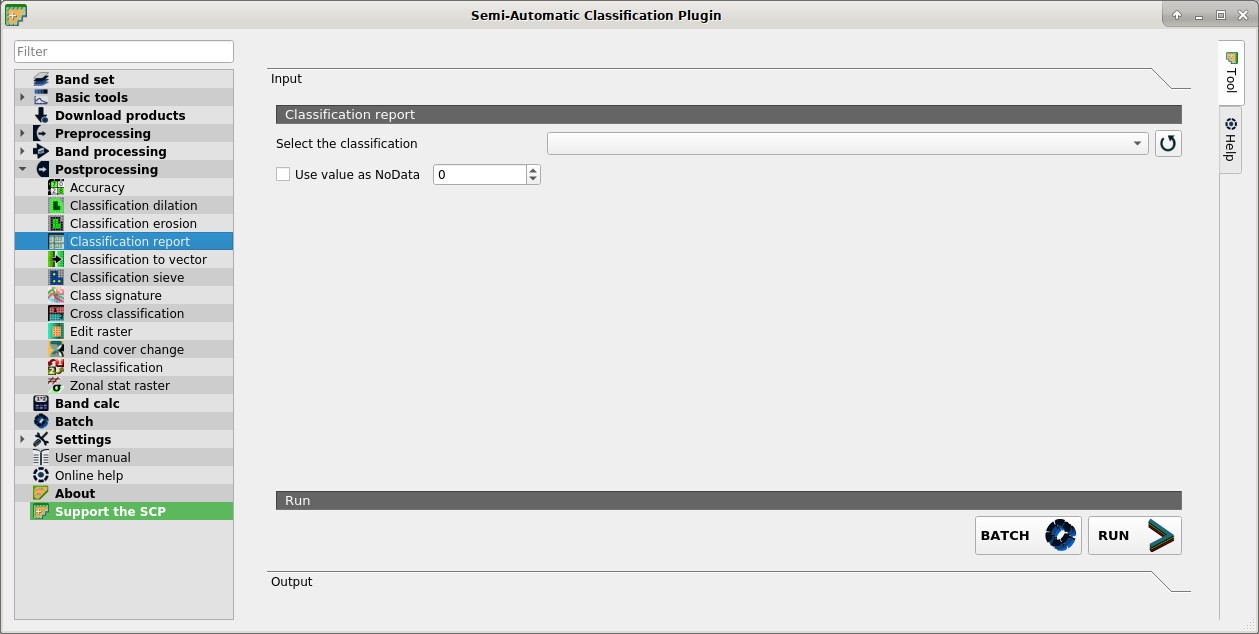 Semi-Automatic Classification Plugin
Filter
Band set
Basic tools
Download products
Preprocessing
Band processing
Postprocessing
Accuracy
Classification dilation
Classification erosion
Classification report
Classification to vector
Classification sieve
Class signature
Cross classification
Edit raster
Land cover change
Reclassification
Zonal stat raster
Band calc
Batch
Settings
User manual
Online help
About
Support the SCP
Input
Classification report
Select the classification
Use value as NoData 0
Run
BATCH RUN
Output
Tool
Help